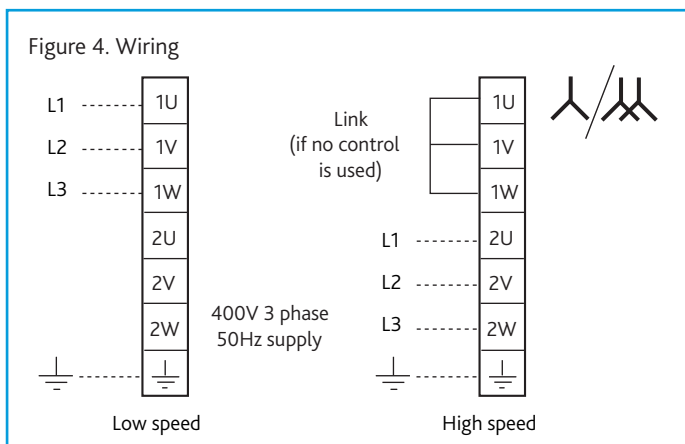 Figure 4. Wiring
L1
1U
L2
1V
L3
1W
2U
2V
2W
400V 3 phase
50Hz supply
Low speed
Link
(if no control
is used)
1U
1V
1W
L1
2U
L2
2V
L3
2W
High speed